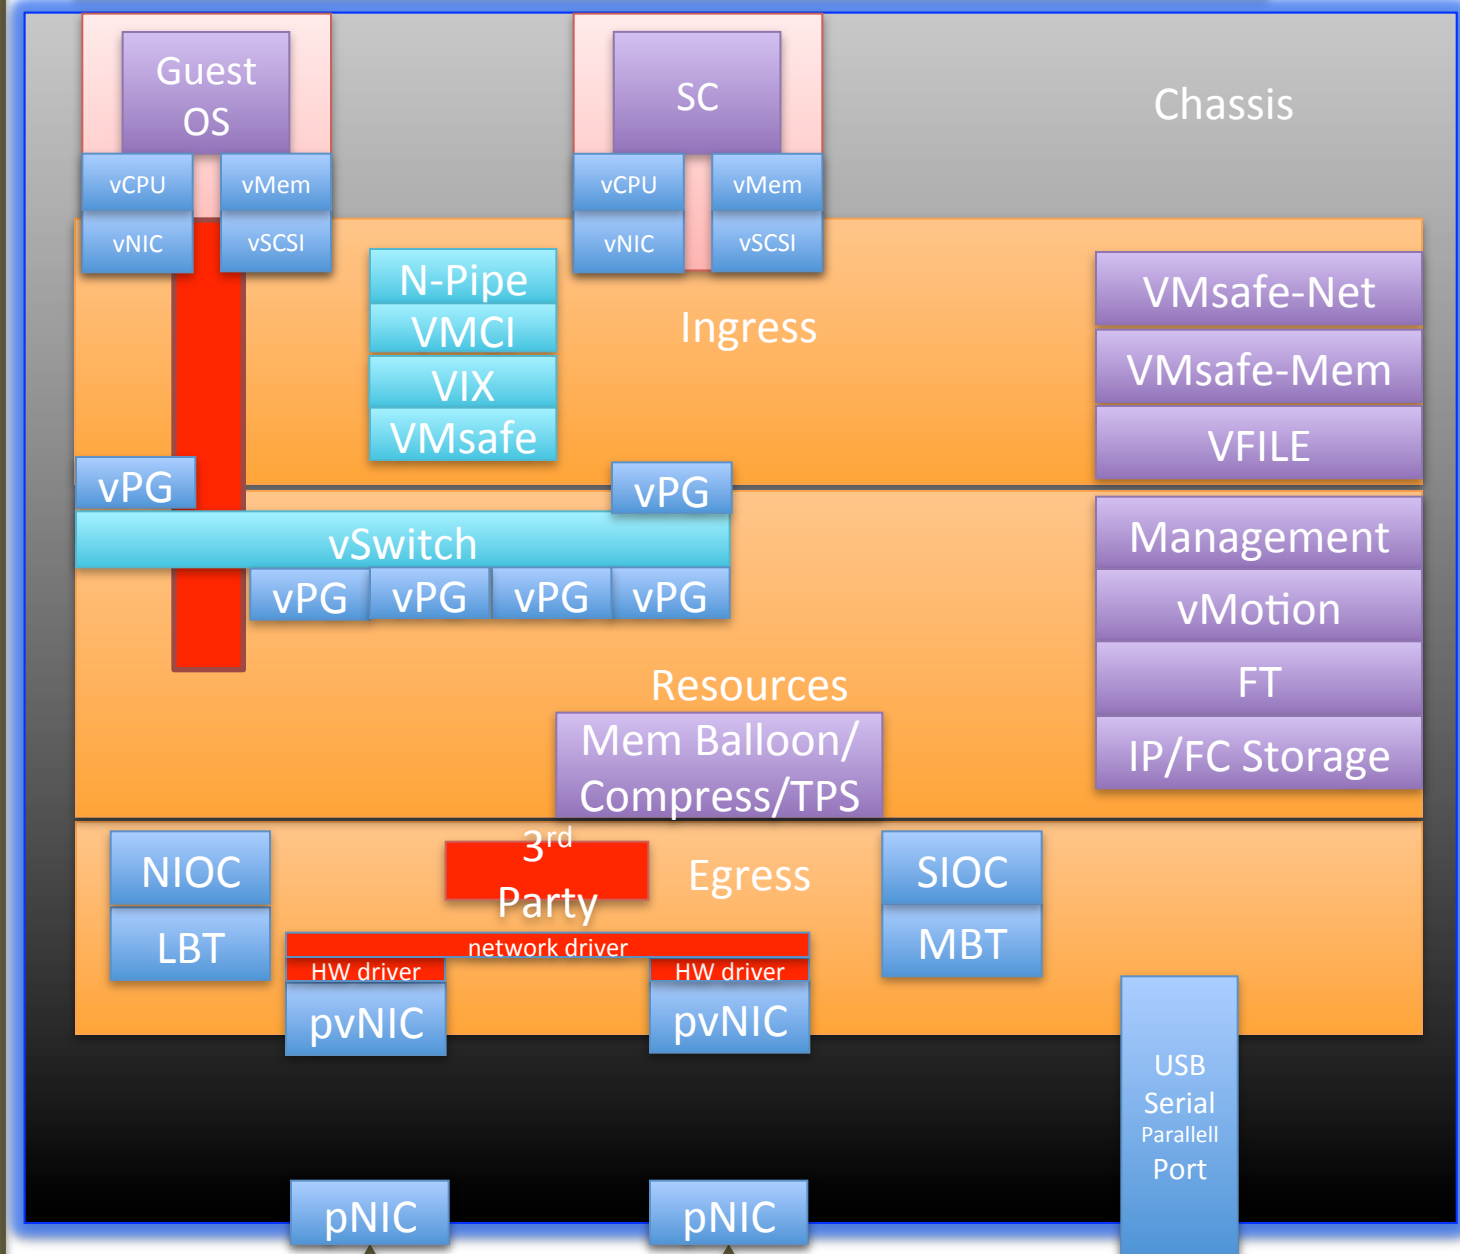 Guest
OS
SC
Chassis
vCPU
vMem
vNIC
vSCSI
vCPU
vMem
vNIC
vSCSI
N-Pipe
VMCI
VIX
VMsafe
Ingress
VMsafe-Net
VMsafe-Mem
VFILE
vPG
vPG
vSwitch
vPG
vPG
vPG
vPG
Management
vMotion
FT
IP/FC Storage
Resources
Mem Balloon/
Compress/TPS
NIOC
LBT
3rd
Party
Egress
SIOC
MBT
network driver
HW driver
HW driver
pvNIC
pvNIC
USB
Serial
Parallell
Port
pNIC
pNIC